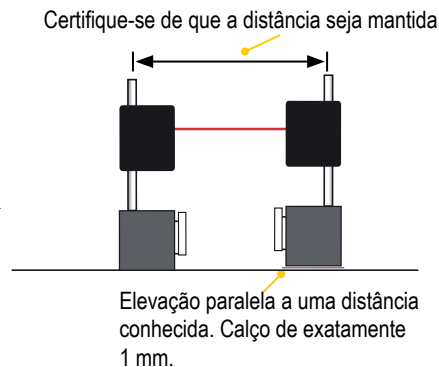 Certifique-se de que a distância seja mantida
Elevação paralela a uma distância
conhecida. Calço de exatamente
1 mm.